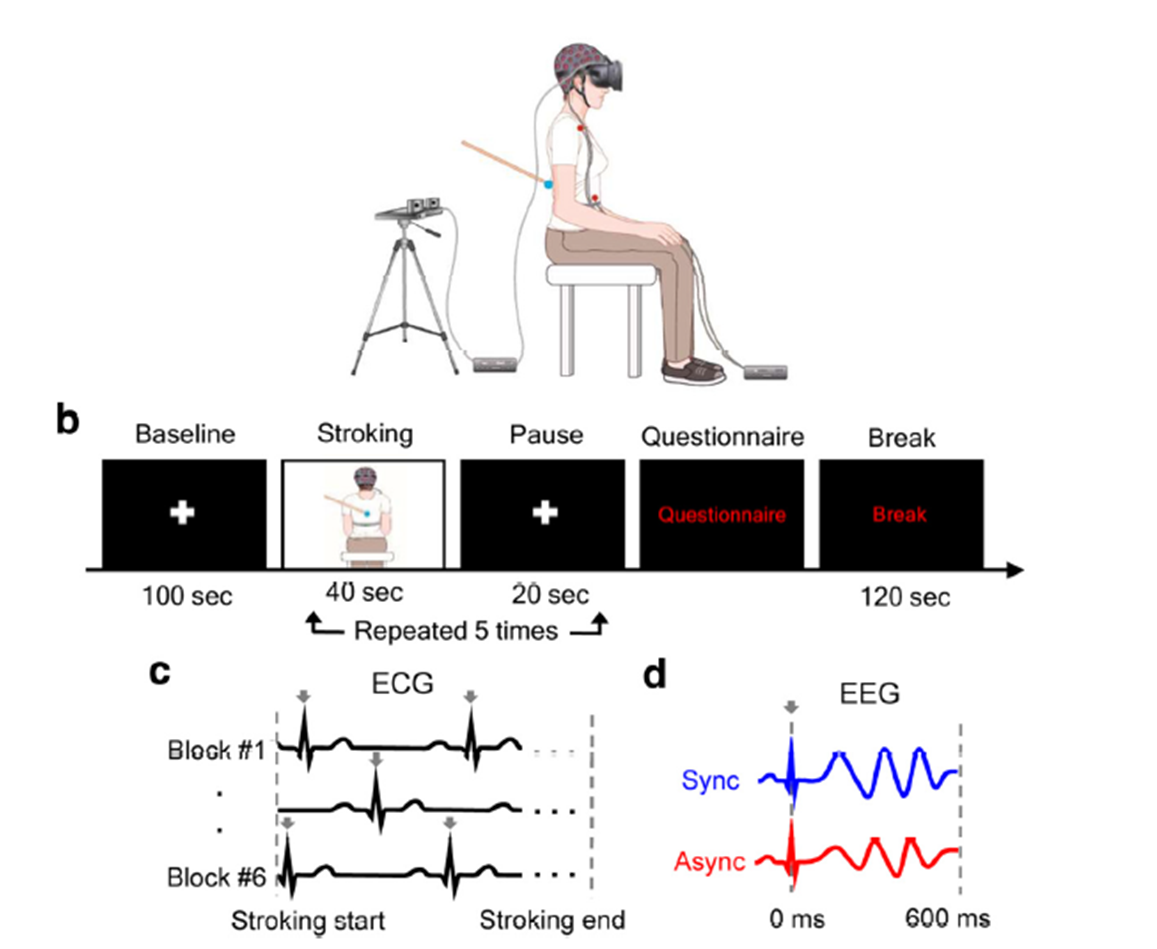 b
Baseline
Stroking
Pause
Questionnaire
Break
Questionnaire
Break
100 sec
40 sec
20 sec
120 sec
Repeated 5 times
c
ECG
Block #1
Block #6
Stroking start
Stroking end
d
EEG
Sync
Async
0 ms
600 ms